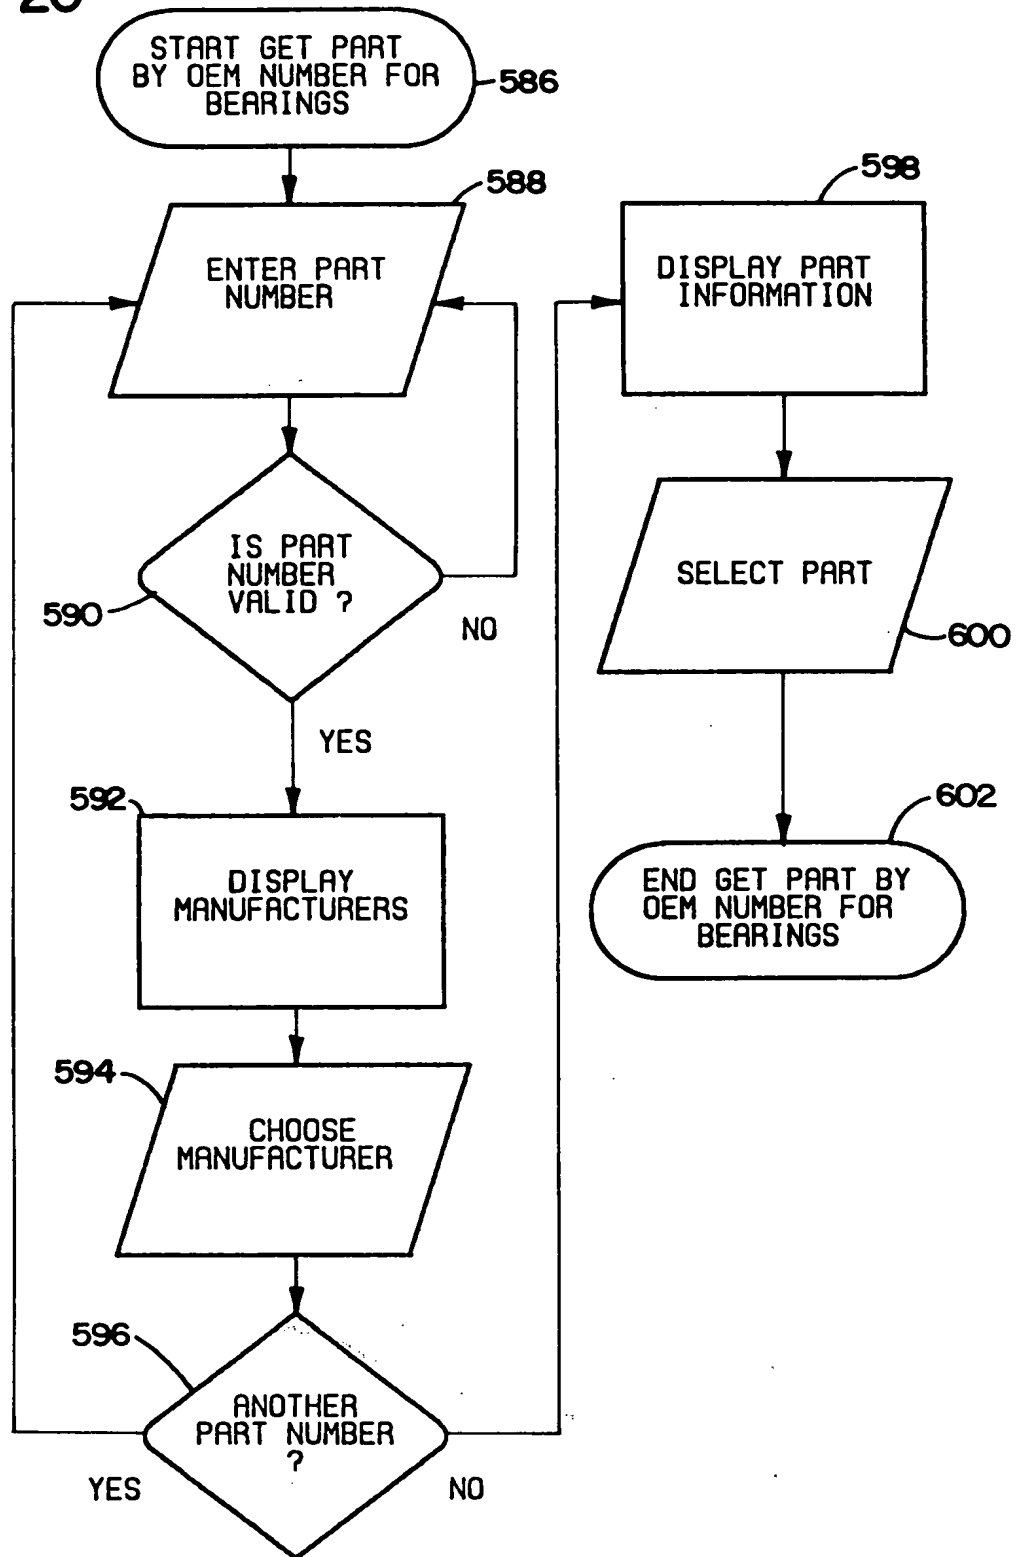 START GET PART
BY OEM NUMBER FOR
BEARINGS
586
588
ENTER PART
NUMBER
IS PART
NUMBER
VALID ?
590
NO
YES
592
DISPLAY
MANUFACTURERS
594
CHOOSE
MANUFACTURER
596
ANOTHER
PART NUMBER
?
YES
NO
598
DISPLAY PART
INFORMATION
SELECT PART
600
602
END GET PART BY
OEM NUMBER FOR
BEARINGS